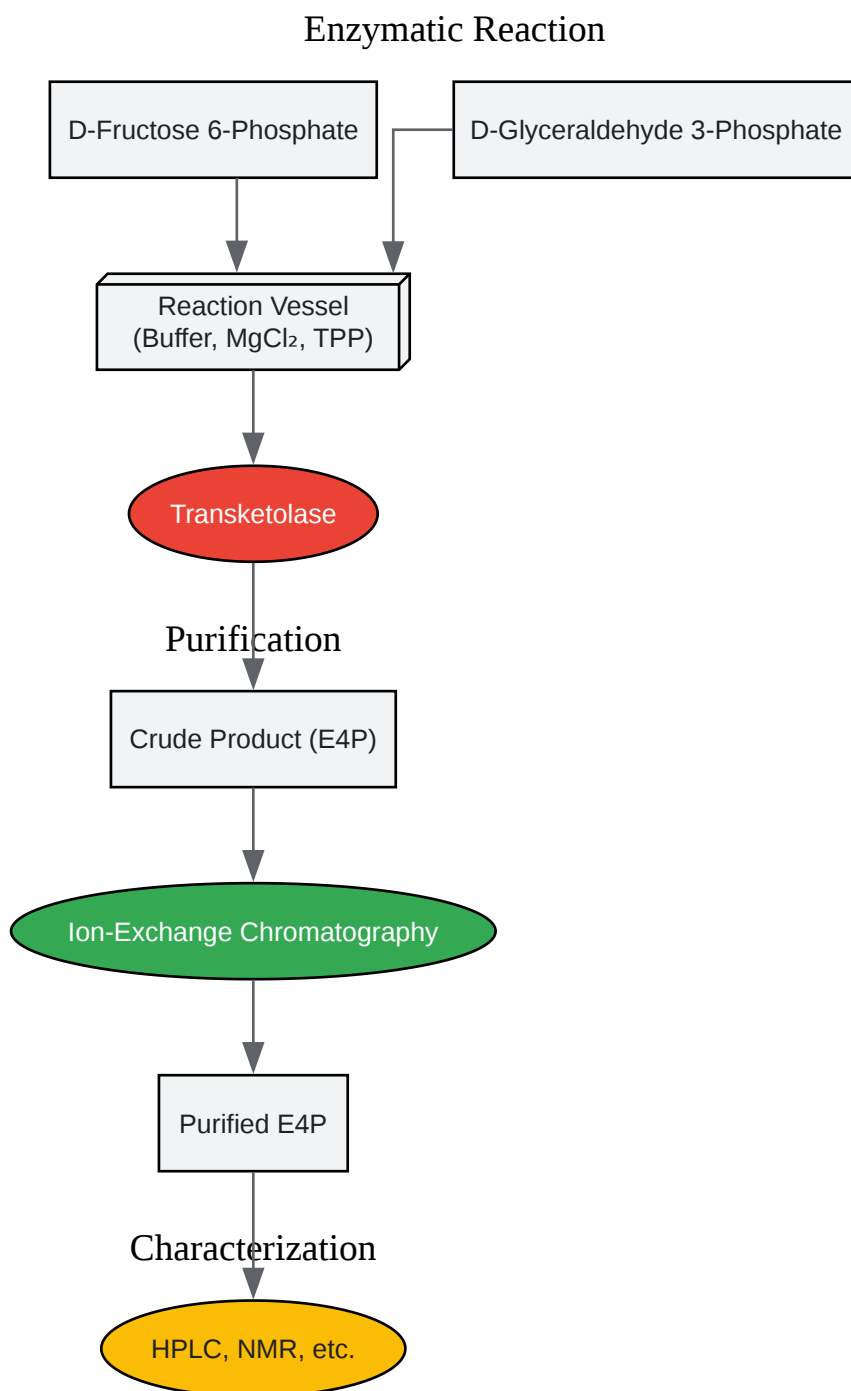 Enzymatic Reaction
D-Fructose 6-Phosphate
D-Glyceraldehyde 3-Phosphate
Reaction Vessel
(Buffer, MgCl₂, TPP)
Transketolase
Purification
Crude Product (E4P)
Ion-Exchange Chromatography
Purified E4P
Characterization
HPLC, NMR, etc.